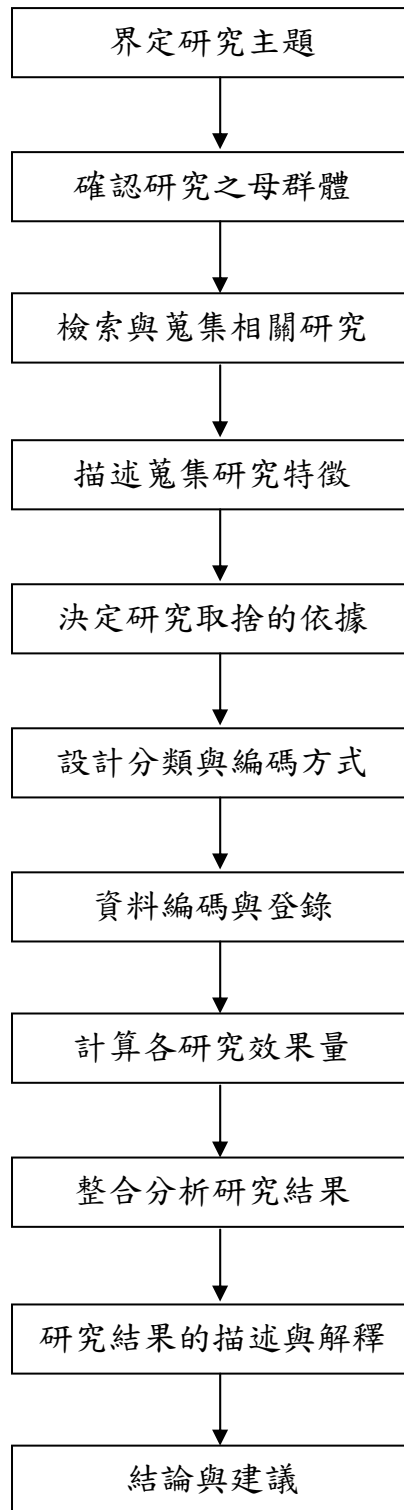 界定研究主題
確認研究之母群體
檢索與蒐集相關研究
描述蒐集研究特徵
決定研究取捨的依據
設計分類與編碼方式
資料編碼與登錄
計算各研究效果量
整合分析研究結果
研究結果的描述與解釋
結論與建議